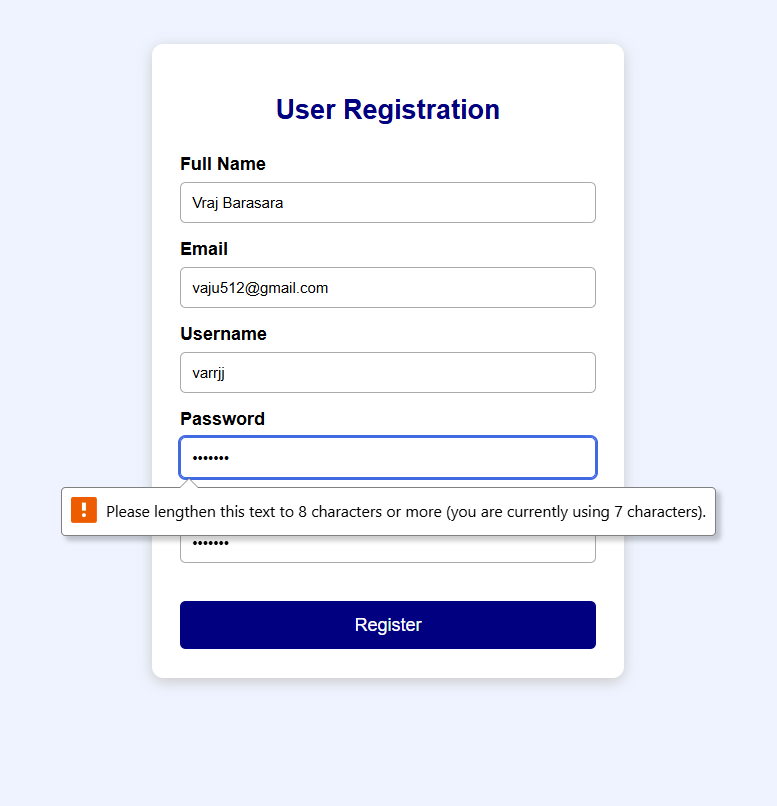 User Registration
Full Name
Vraj Barasara
Email
vaju512@gmail.com
Username
varrjj
Password
•••••••
Please lengthen this text to 8 characters or more (you are currently using 7 characters).
•••••••
Register